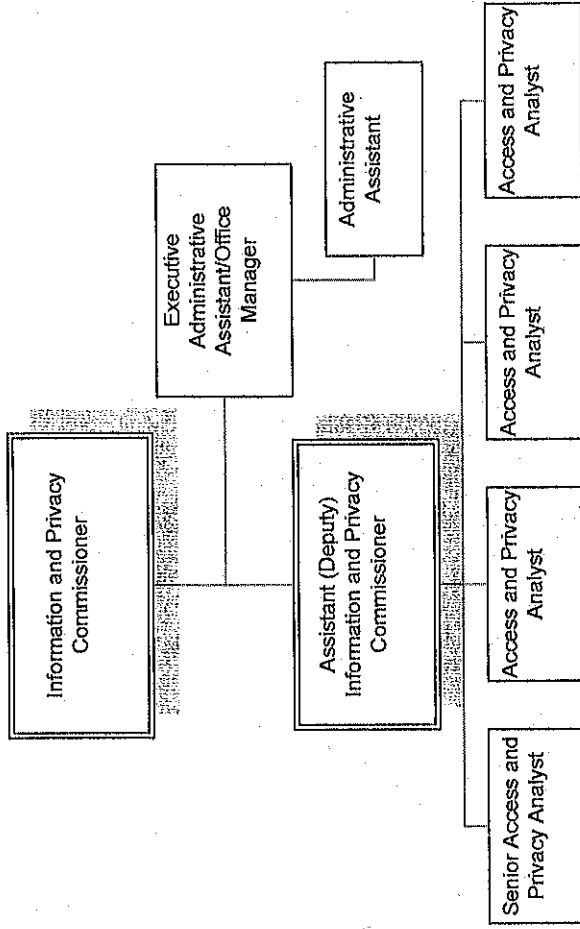 Information and Privacy
Commissioner
Executive
Administrative
Assistant/Office
Manager
Administrative
Assistant
Assistant (Deputy)
Information and Privacy
Commissioner
Senior Access and
Privacy Analyst
Access and Privacy
Analyst
Access and Privacy
Analyst
Access and Privacy
Analyst